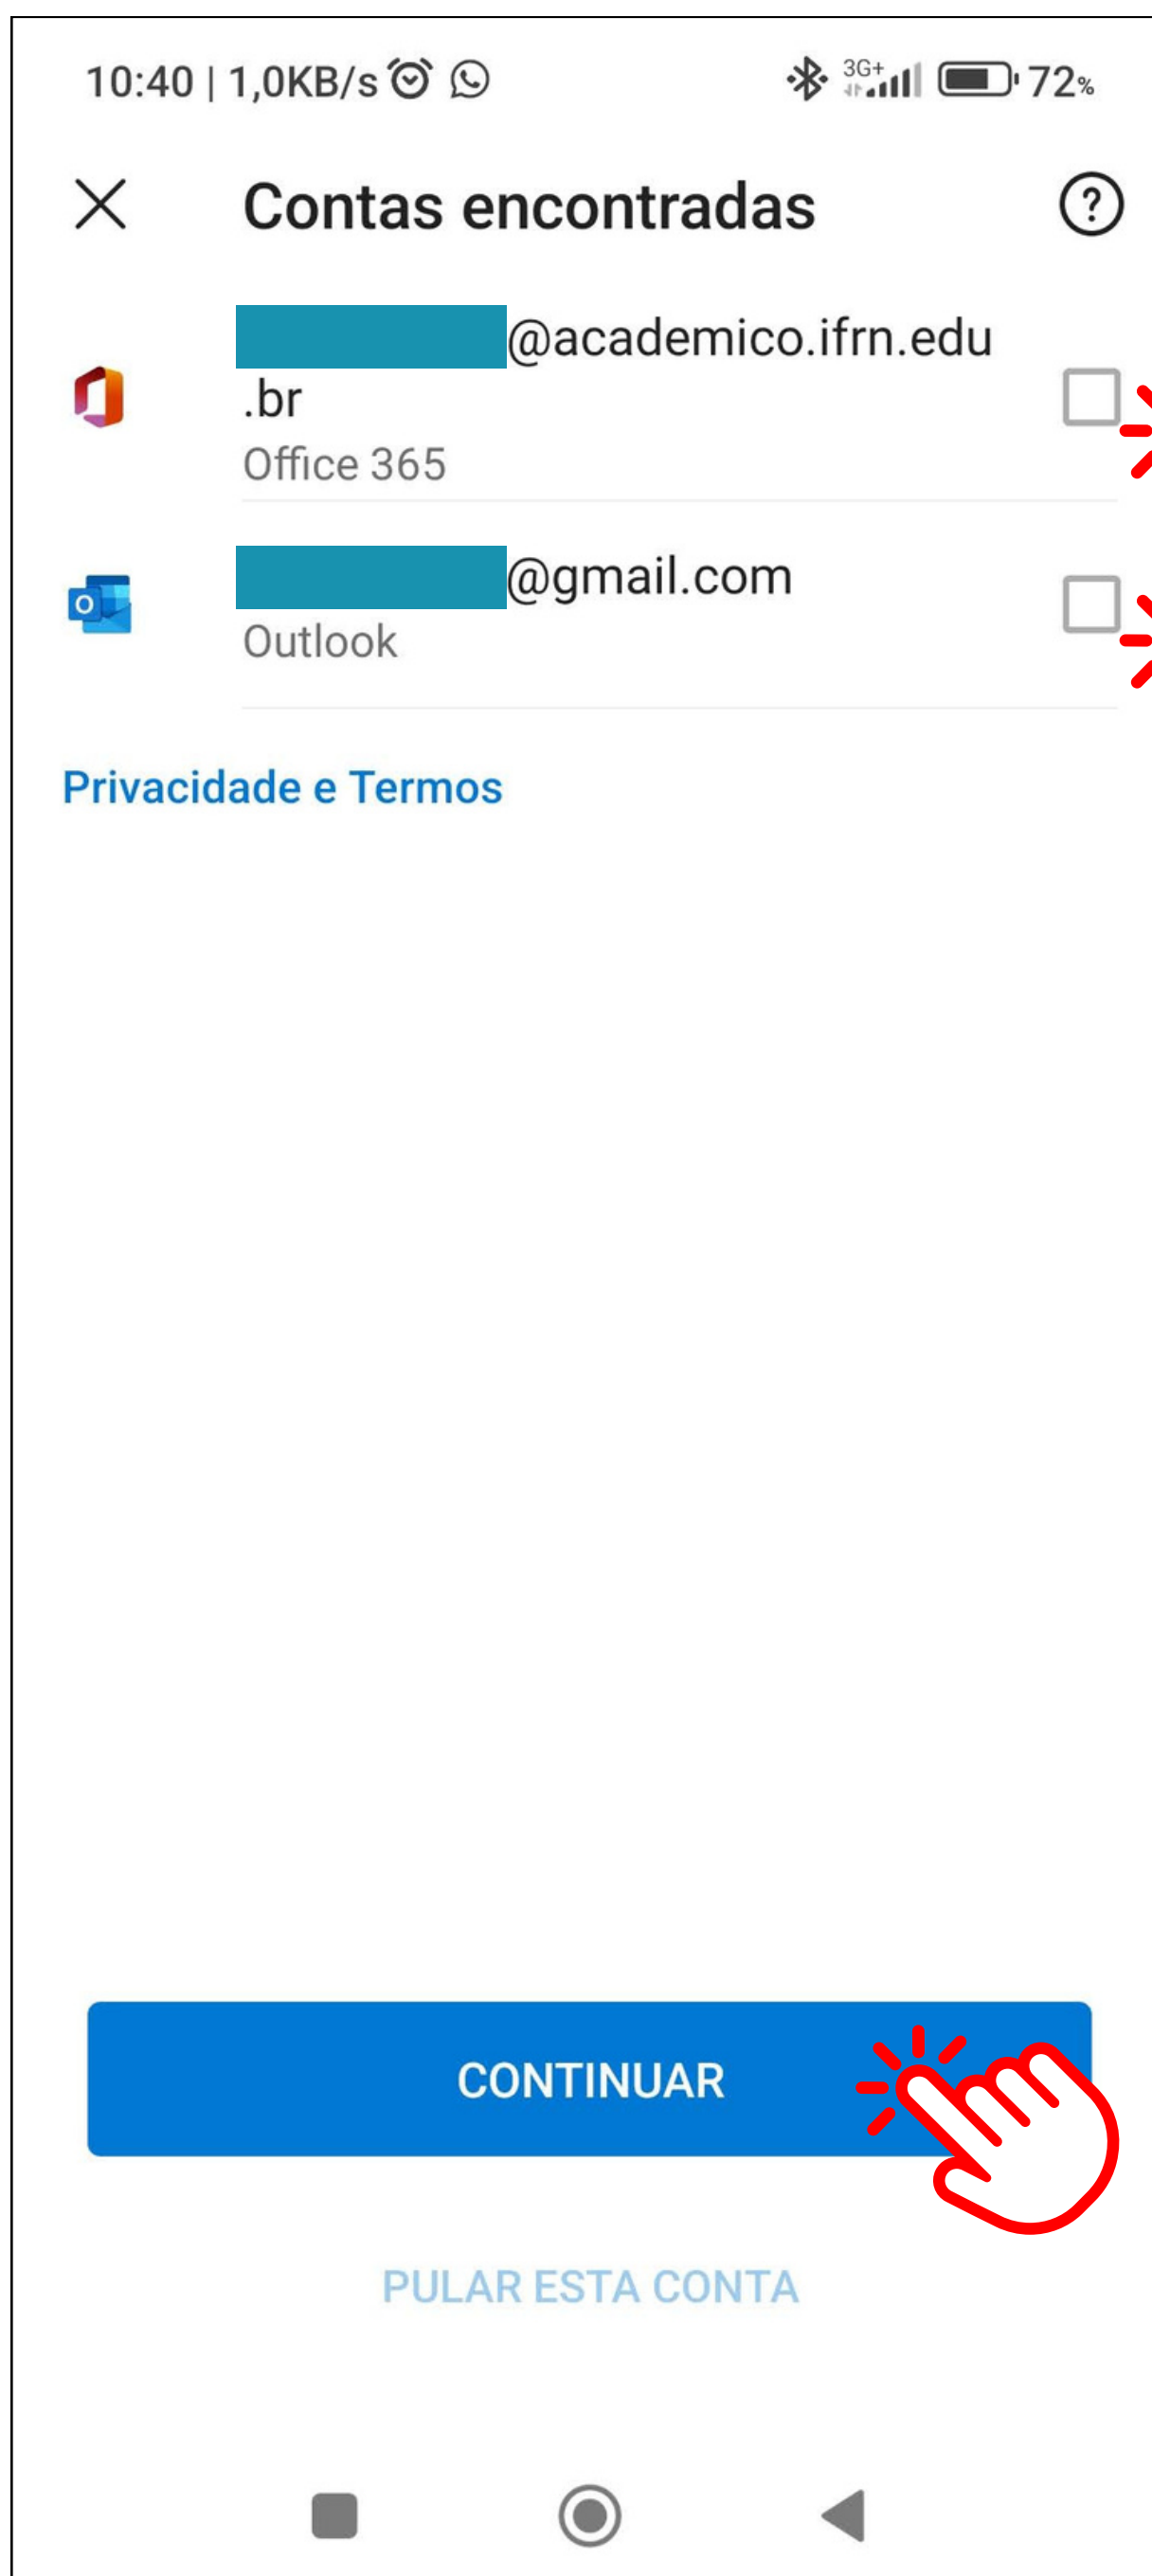 10:40 | 1,0KB/s 3G+ 72%
Contas encontradas ?
@academico.ifrn.edu
.br
Office 365
@gmail.com
Outlook
Privacidade e Termos
CONTINUAR
PULAR ESTA CONTA